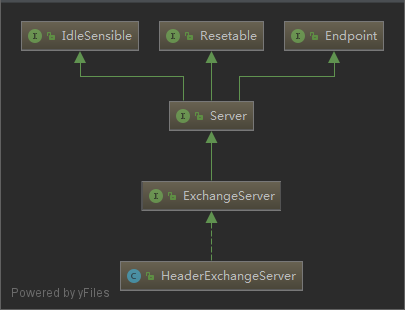 IdleSensible
Resetable
Endpoint
Server
ExchangeServer
HeaderExchangeServer
Powered by yFiles